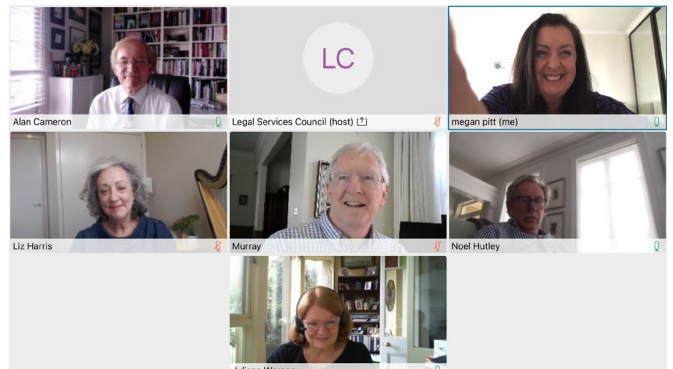 LC
Alan Cameron
Legal Services Council (host)
megan pitt (me)
Liz Harris
Murray
Noel Hutley